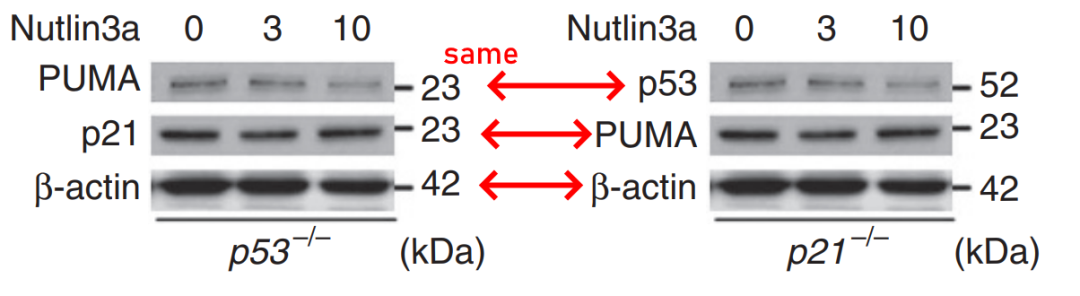 Nutlin3a 0 3 10 Nutlin3a 0 3 10
same
PUMA 23 p53 52
p21 23 PUMA 23
β-actin 42 β-actin 42
p53–/– (kDa) p21–/– (kDa)